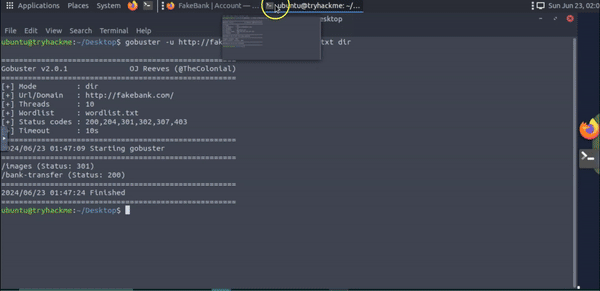 Applications Places System FakeBank | Account — … ubuntu@tryhackme: ~/… Sun Jun 23, 02:0
sktop
File Edit View Search Terminal Help
ubuntu@tryhackme:~/Desktop$ gobuster -u http://fak xt dir
=====================================================
Gobuster v2.0.1 OJ Reeves (@TheColonial)
=====================================================
[+] Mode : dir
[+] Url/Domain : http://fakebank.com/
[+] Threads : 10
[+] Wordlist : wordlist.txt
[+] Status codes : 200,204,301,302,307,403
[+] Timeout : 10s
=====================================================
2024/06/23 01:47:09 Starting gobuster
=====================================================
/images (Status: 301)
/bank-transfer (Status: 200)
=====================================================
2024/06/23 01:47:24 Finished
=====================================================
ubuntu@tryhackme:~/Desktop$